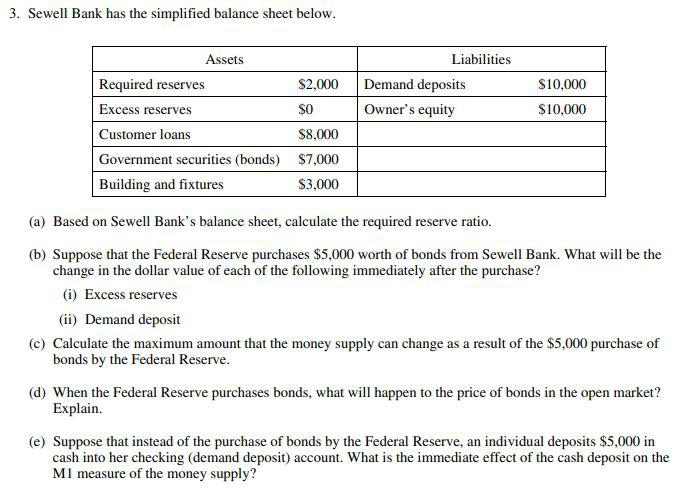 3. Sewell Bank has the simplified balance sheet below.
Assets Liabilities
Required reserves $2,000 Demand deposits $10,000
Excess reserves $0 Owner's equity $10,000
Customer loans $8,000
Government securities (bonds) $7,000
Building and fixtures $3,000
(a) Based on Sewell Bank's balance sheet, calculate the required reserve ratio.
(b) Suppose that the Federal Reserve purchases $5,000 worth of bonds from Sewell Bank. What will be the
change in the dollar value of each of the following immediately after the purchase?
(i) Excess reserves
(ii) Demand deposit
(c) Calculate the maximum amount that the money supply can change as a result of the $5,000 purchase of
bonds by the Federal Reserve.
(d) When the Federal Reserve purchases bonds, what will happen to the price of bonds in the open market?
Explain.
(e) Suppose that instead of the purchase of bonds by the Federal Reserve, an individual deposits $5,000 in
cash into her checking (demand deposit) account. What is the immediate effect of the cash deposit on the
M1 measure of the money supply?